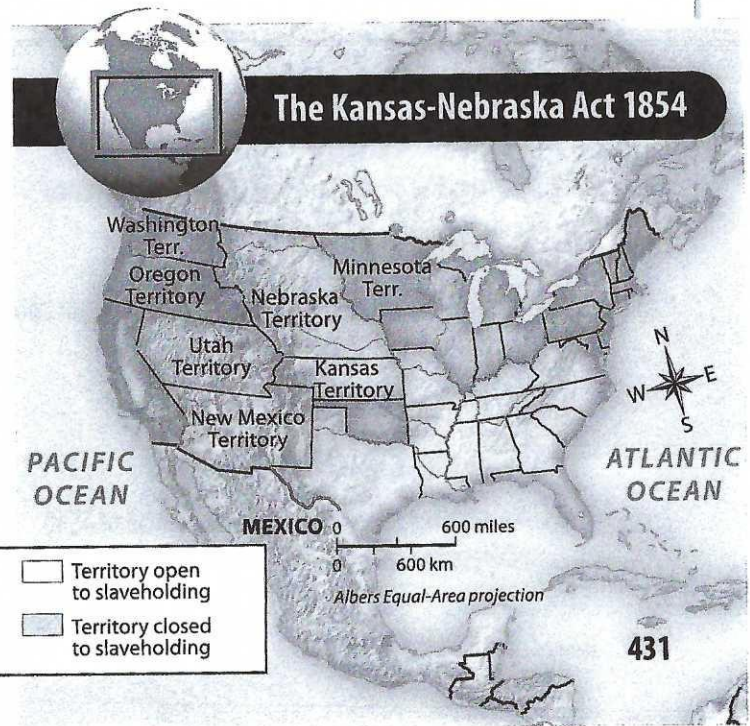 The Kansas-Nebraska Act 1854
Washington
Terr.
Oregon
Territory
Minnesota
Terr.
Nebraska
Territory
Utah
Territory
Kansas
Territory
New Mexico
Territory
N
W
E
S
PACIFIC
OCEAN
ATLANTIC
OCEAN
MEXICO
0 600 miles
0 600 km
Albers Equal-Area projection
Territory open
to slaveholding
Territory closed
to slaveholding
431